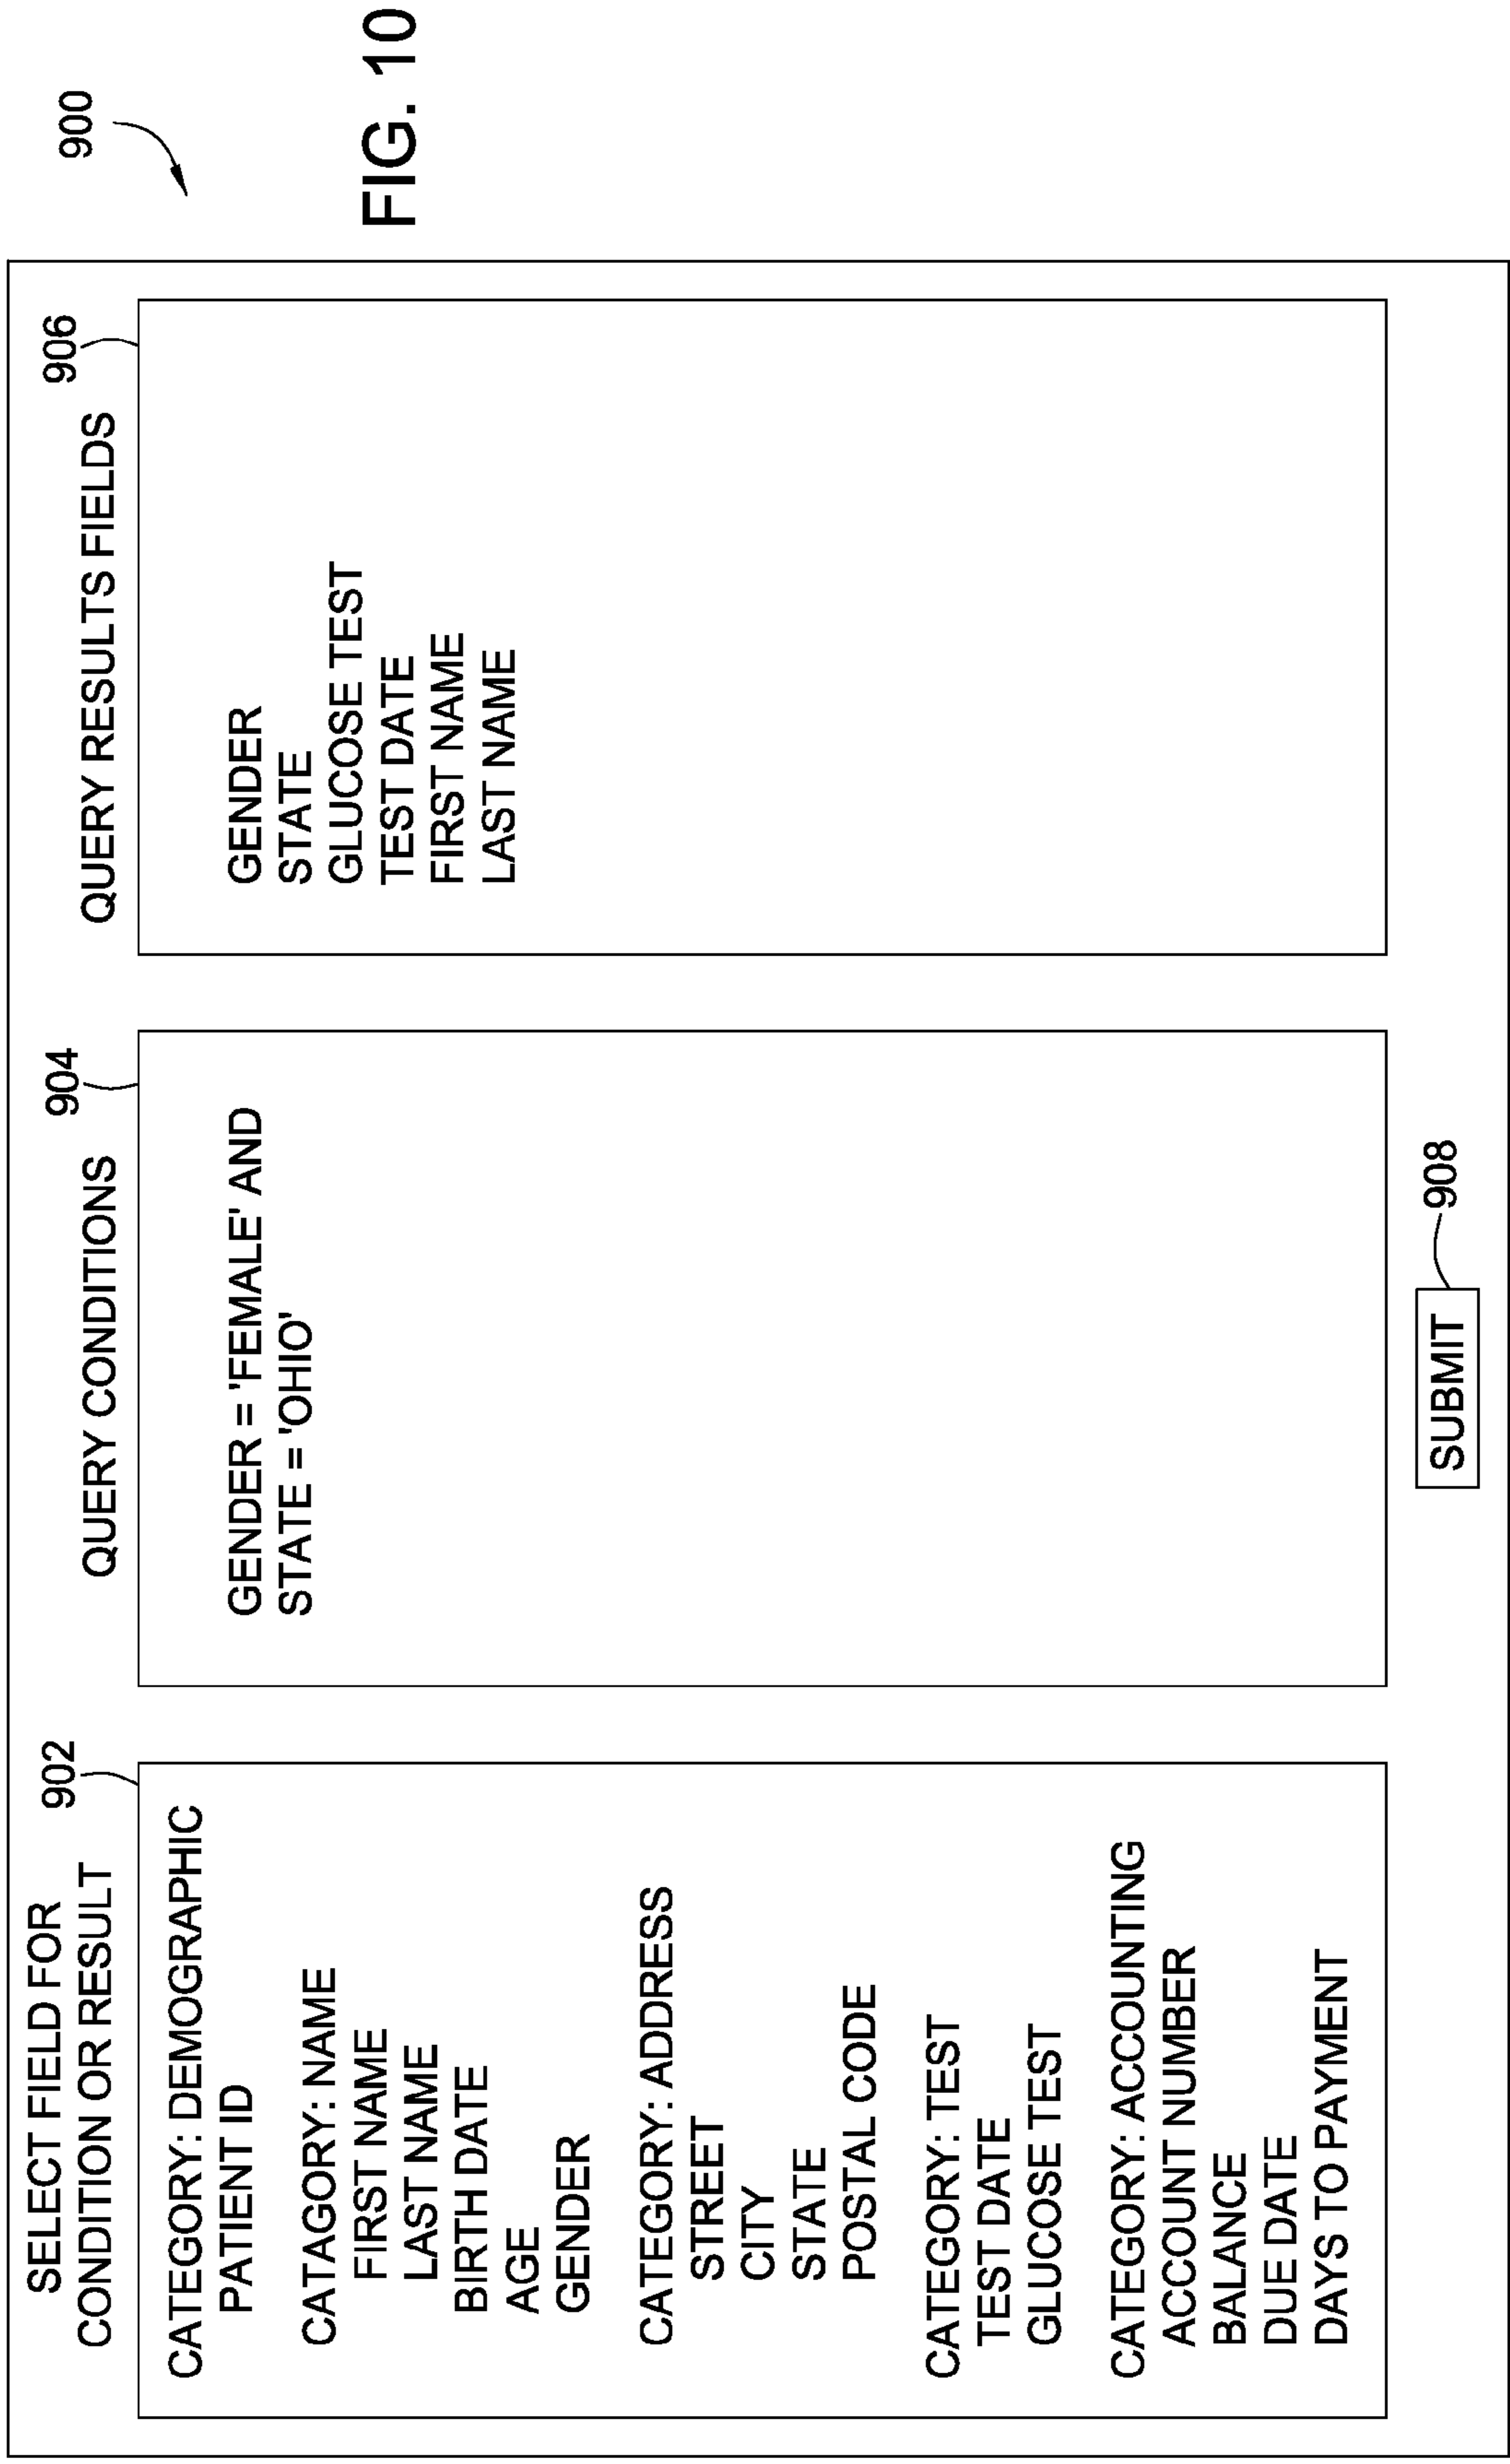 900
FIG. 10
SELECT FIELD FOR
CONDITION OR RESULT
902
CATEGORY: DEMOGRAPHIC
PATIENT ID
CATAGORY: NAME
FIRST NAME
LAST NAME
BIRTH DATE
AGE
GENDER
CATEGORY: ADDRESS
STREET
CITY
STATE
POSTAL CODE
CATEGORY: TEST
TEST DATE
GLUCOSE TEST
CATEGORY: ACCOUNTING
ACCOUNT NUMBER
BALANCE
DUE DATE
DAYS TO PAYMENT
QUERY CONDITIONS
904
GENDER = 'FEMALE' AND
STATE = 'OHIO'
QUERY RESULTS FIELDS
906
GENDER
STATE
GLUCOSE TEST
TEST DATE
FIRST NAME
LAST NAME
SUBMIT
908